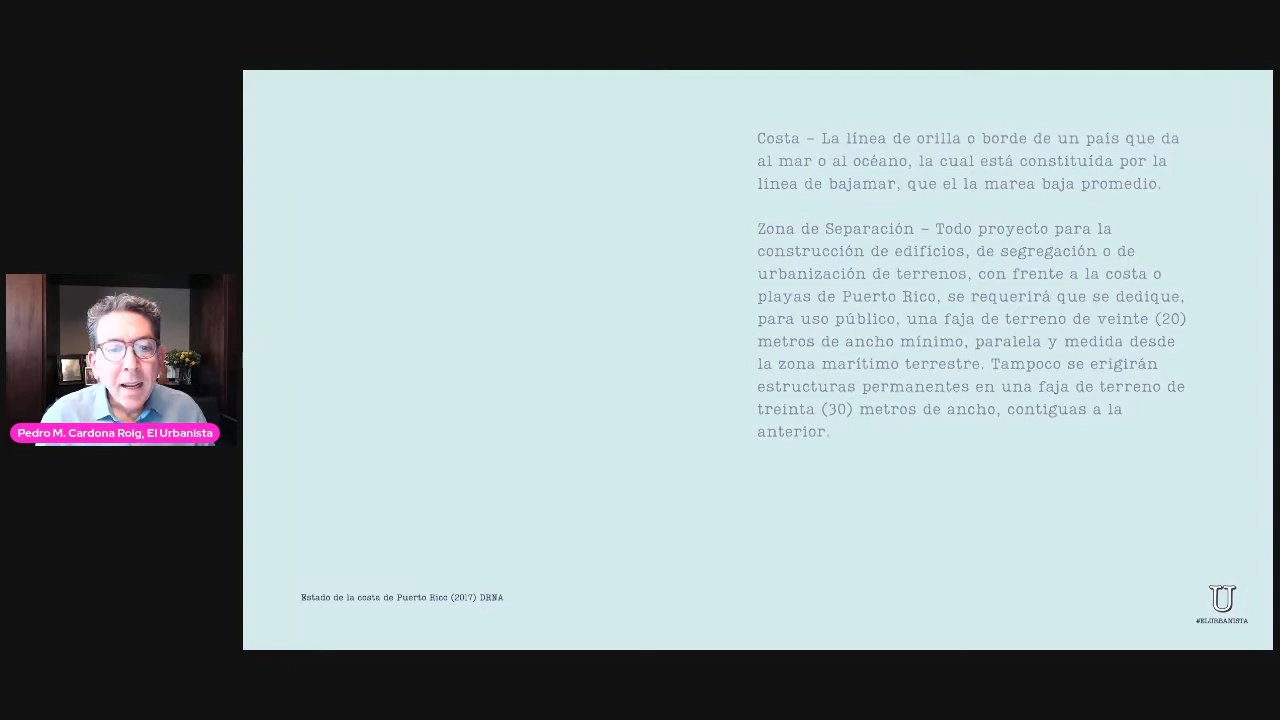 Costa – La línea de orilla o borde de un país que da
al mar o al océano, la cual está constituída por la
línea de bajamar, que el la marea baja promedio.
Zona de Separación – Todo proyecto para la
construcción de edificios, de segregación o de
urbanización de terrenos, con frente a la costa o
playas de Puerto Rico, se requerirá que se dedique,
para uso público, una faja de terreno de veinte (20)
metros de ancho mínimo, paralela y medida desde
la zona marítimo terrestre. Tampoco se erigirán
estructuras permanentes en una faja de terreno de
treinta (30) metros de ancho, contiguas a la
anterior.
Pedro M. Cardona Roig, El Urbanista
Estado de la costa de Puerto Rico (2017) DRNA
U
#ELURBANISTA